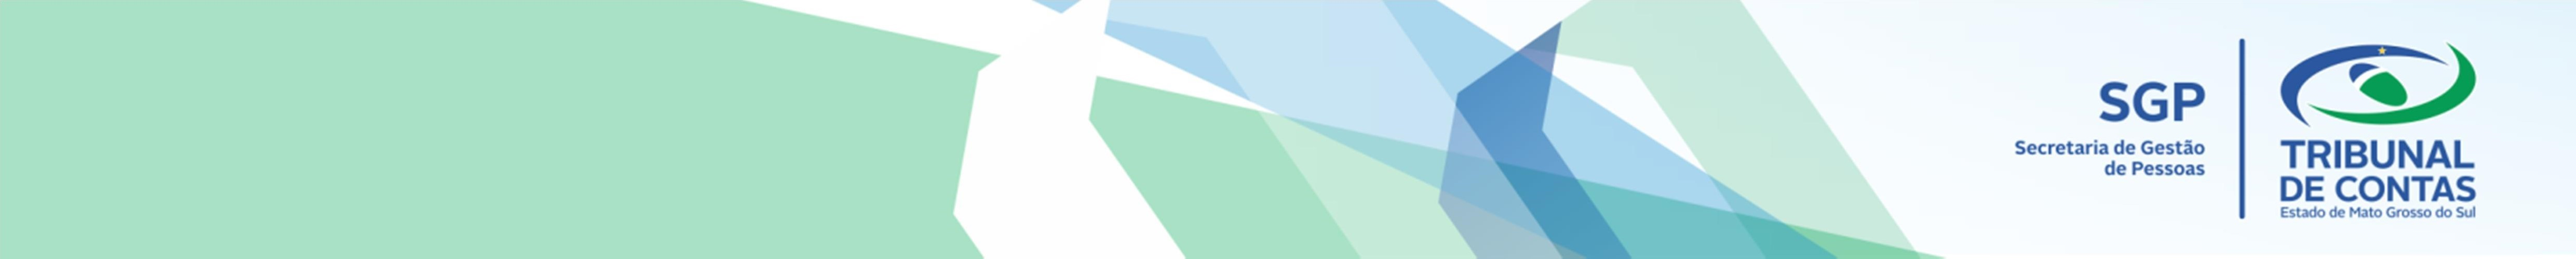 SGP
Secretaria de Gestão
de Pessoas
TRIBUNAL
DE CONTAS
Estado de Mato Grosso do Sul